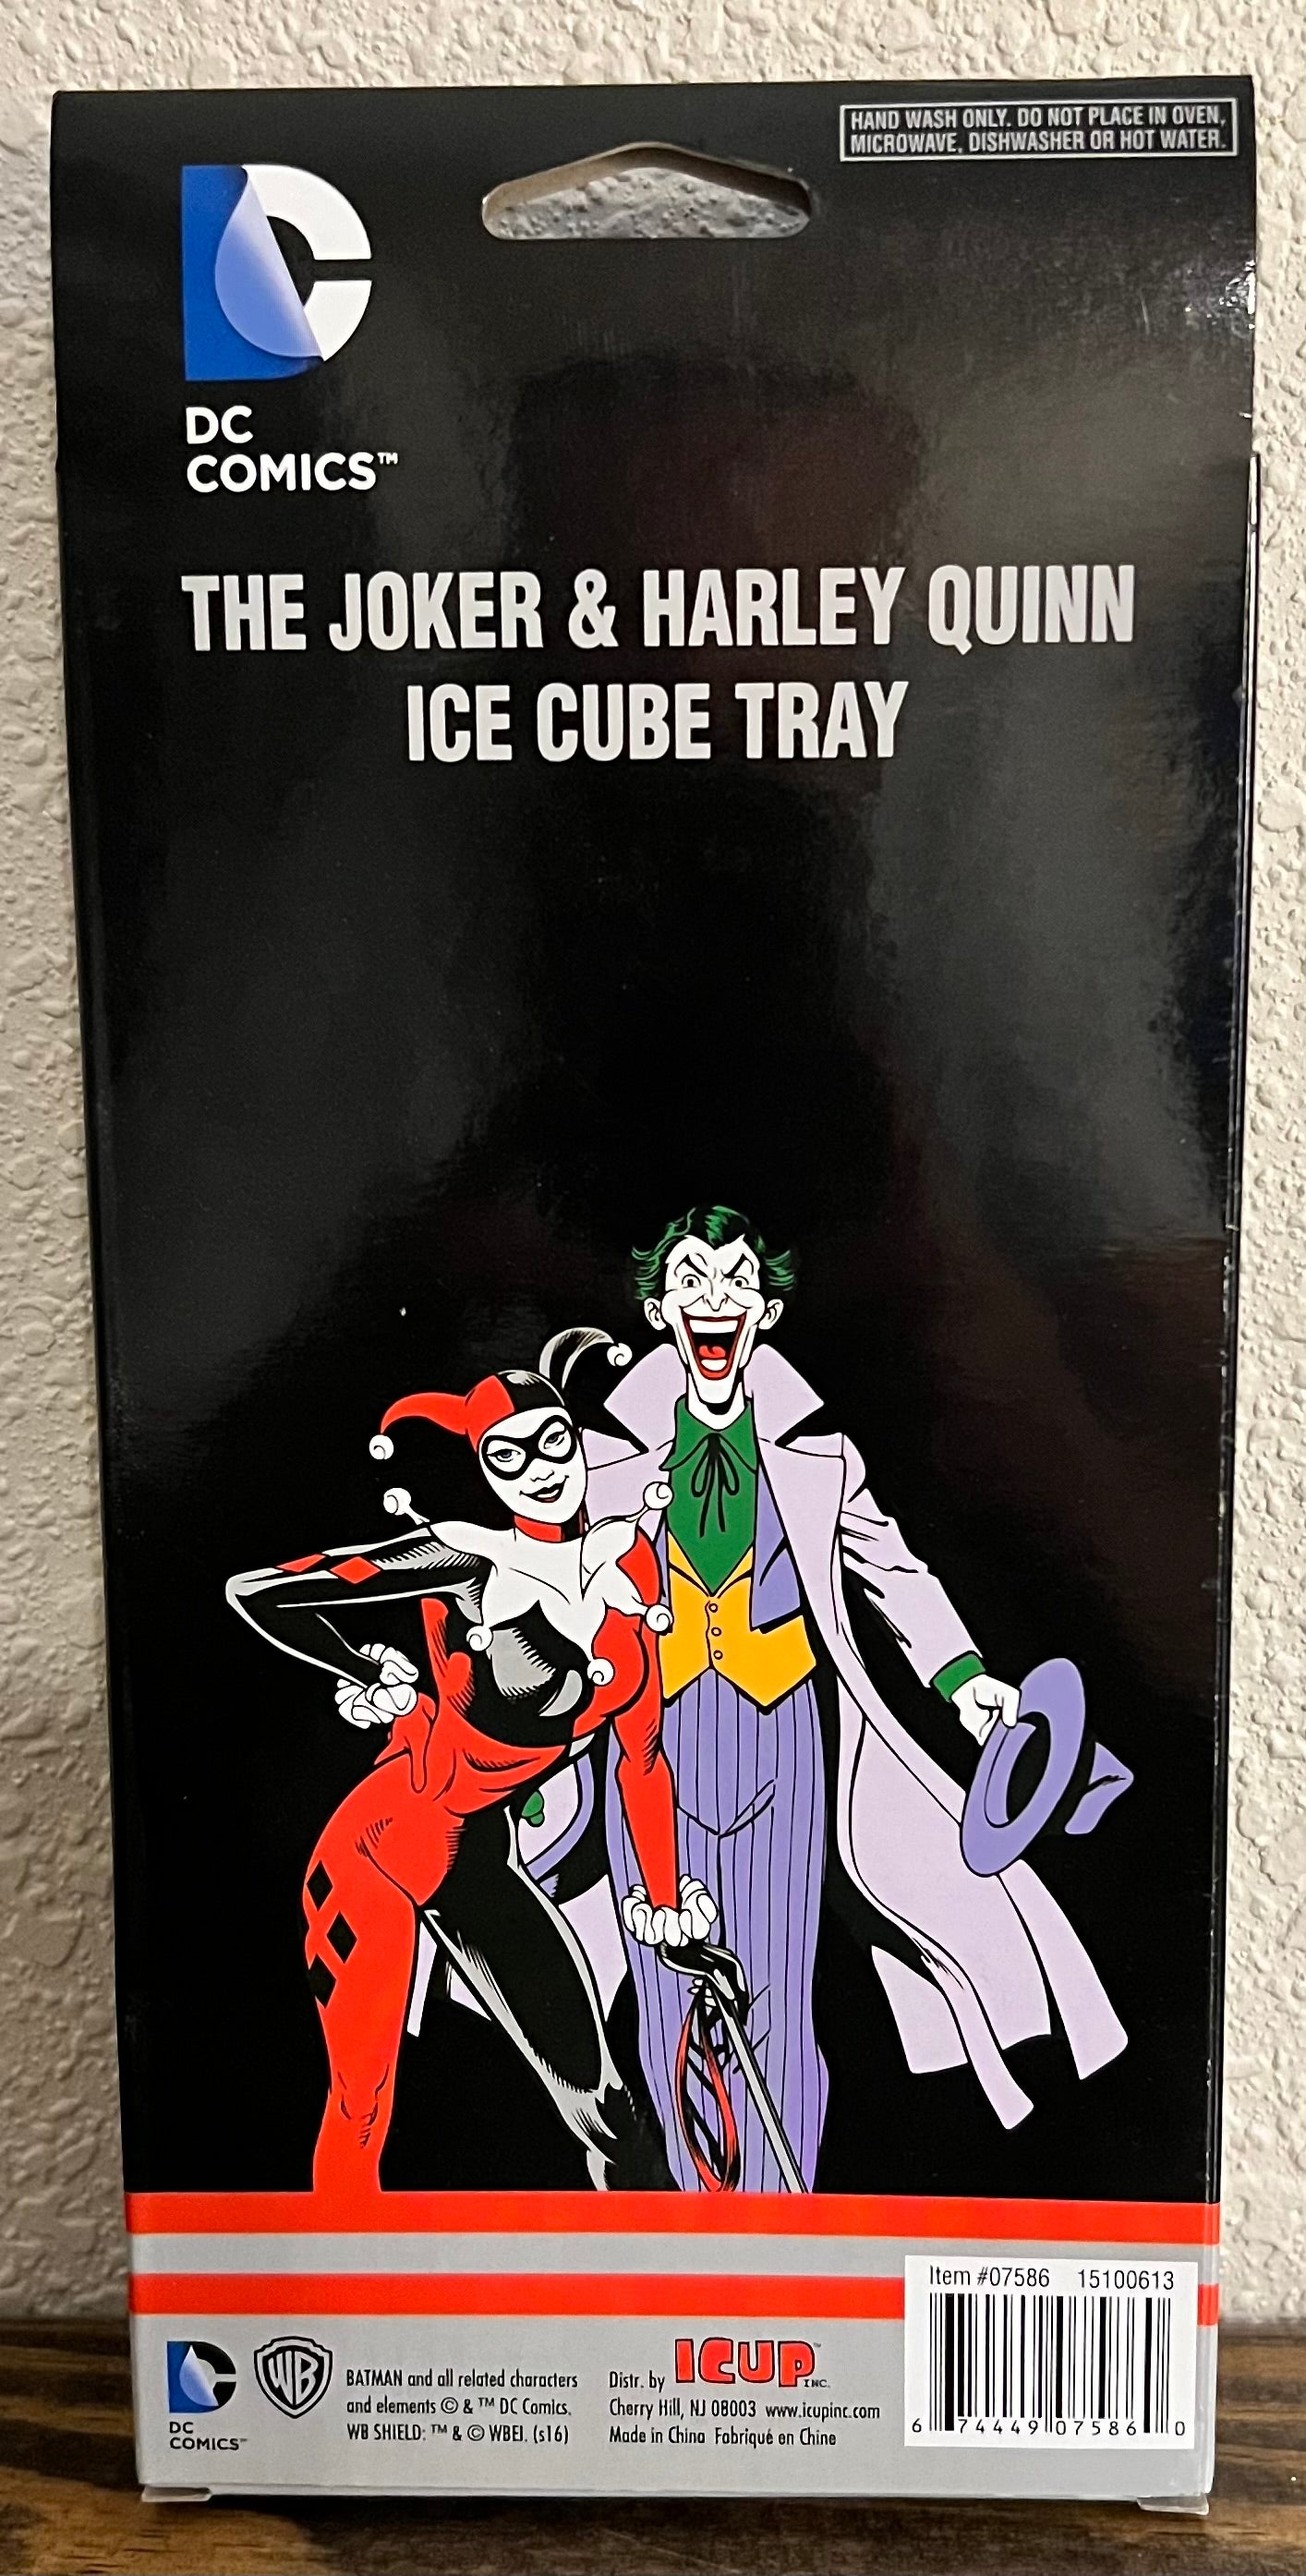 HAND WASH ONLY. DO NOT PLACE IN OVEN,
MICROWAVE, DISHWASHER OR HOT WATER.
DC
COMICS™
THE JOKER & HARLEY QUINN
ICE CUBE TRAY
Item #07586 15100613
DC
COMICS™
WB
BATMAN and all related characters
and elements © & ™ DC Comics.
WB SHIELD: ™ & © WBEI. (s16)
Distr. by ICUP™ INC.
Cherry Hill, NJ 08003 www.icupinc.com
Made in China Fabriqué en Chine
6 74449 07586 0